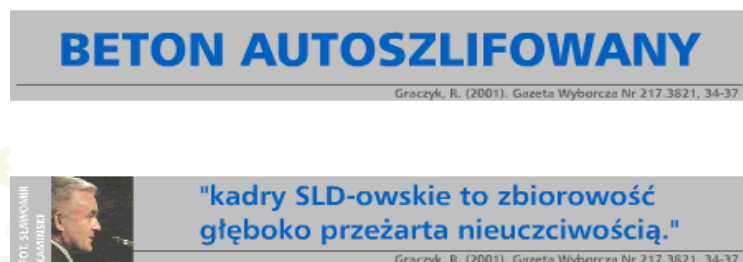 BETON AUTOSZLIFOWANY
Graczyk, R. (2001). Gazeta Wyborcza Nr 217.3821, 34-37
FOT. SŁAWOMIR
KAMIŃSKI
"kadry SLD-owskie to zbiorowość
głęboko przeżarta nieuczciwością."
Graczyk, R. (2001). Gazeta Wyborcza Nr 217.3821, 34-37